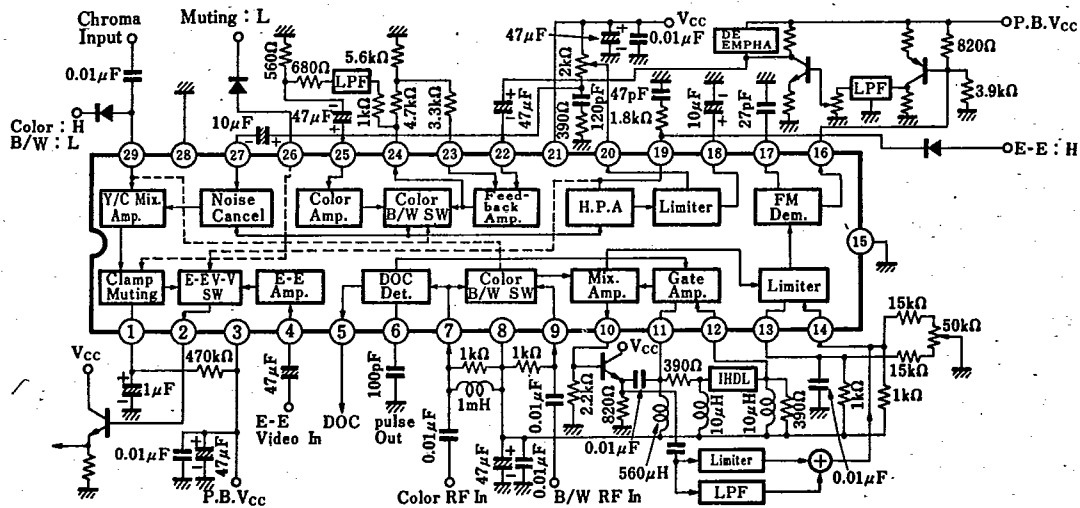 Chroma
Input
Muting : L
VCC
P.B.VCC
0.01μF
560Ω
680Ω
LPF
5.6kΩ
47μF
0.01μF
DE
EMPHA
820Ω
Color : H
B/W : L
10μF
47μF
1kΩ
4.7kΩ
3.3kΩ
47μF
2kΩ
390Ω
120pF
47pF
1.8kΩ
10μF
27pF
LPF
3.9kΩ
E-E : H
29
28
27
26
25
24
23
22
21
20
19
18
17
16
Y/C Mix.
Amp.
Noise
Cancel
Color
Amp.
Color
B/W SW
Feed-
back
Amp.
H.P.A
Limiter
FM
Dem.
15
Clamp
Muting
E-EV-V
SW
E-E
Amp.
DOC
Det.
Color
B/W SW
Mix.
Amp.
Gate
Amp.
Limiter
1
2
3
4
5
6
7
8
9
10
11
12
13
14
VCC
470kΩ
1μF
47μF
100pF
1kΩ
1kΩ
1mH
0.01μF
VCC
2.2kΩ
820Ω
390Ω
IHDL
10μH
10μH
390Ω
1kΩ
15kΩ
50kΩ
15kΩ
1kΩ
E-E
Video In
DOC
pulse
Out
0.01μF
0.01μF
560μH
Limiter
LPF
0.01μF
0.01μF
47μF
P.B.VCC
Color RF In
47μF
0.01μF
B/W RF In